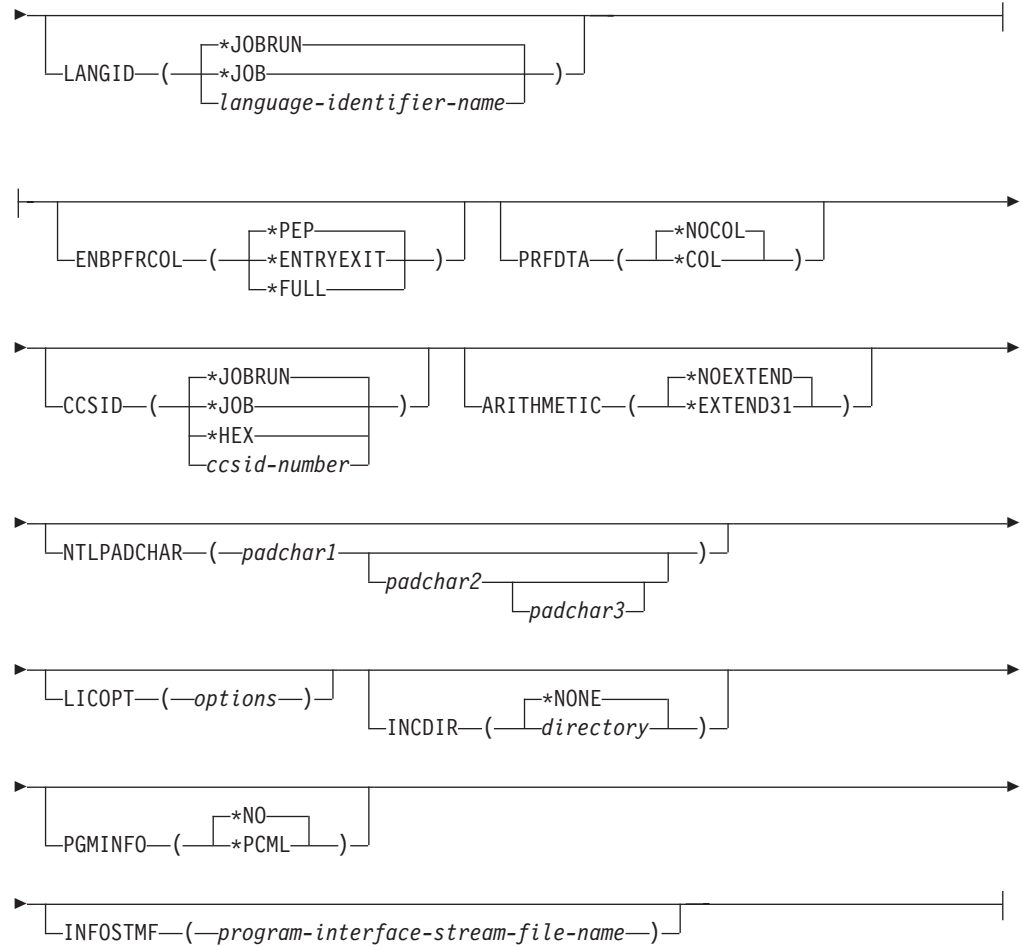 *JOBRUN
LANGID ( *JOB )
language-identifier-name
*PEP *NOCOL
ENBPFRCOL ( *ENTRYEXIT ) PRFDTA ( *COL )
*FULL
*JOBRUN *NOEXTEND
CCSID ( *JOB ) ARITHMETIC ( *EXTEND31 )
*HEX
ccsid-number
NTLPADCHAR ( padchar1 )
padchar2
padchar3
LICOPT ( options ) *NONE
INCDIR ( directory )
*NO
PGMINFO ( *PCML )
INFOSTMF ( program-interface-stream-file-name )